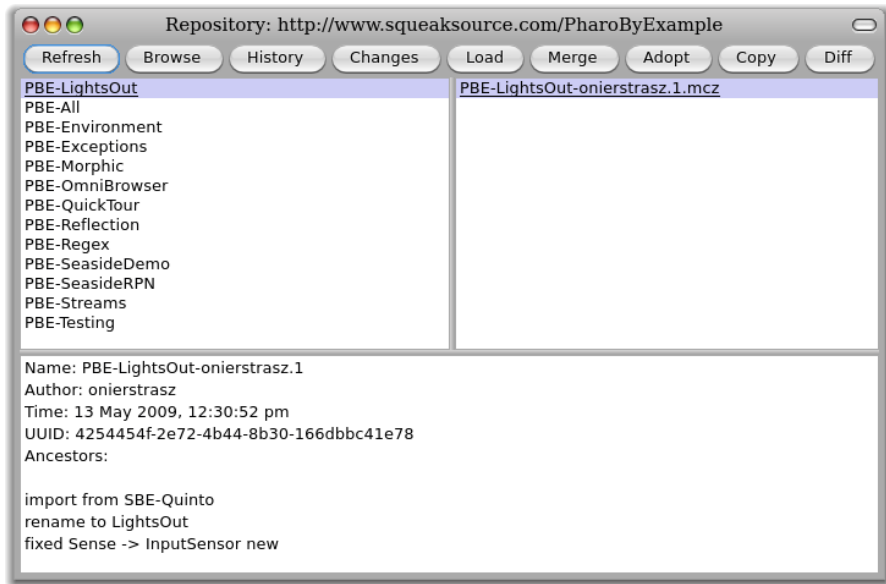 Repository: http://www.squeaksource.com/PharoByExample
Refresh Browse History Changes Load Merge Adopt Copy Diff
PBE-LightsOut
PBE-All
PBE-Environment
PBE-Exceptions
PBE-Morphic
PBE-OmniBrowser
PBE-QuickTour
PBE-Reflection
PBE-Regex
PBE-SeasideDemo
PBE-SeasideRPN
PBE-Streams
PBE-Testing
PBE-LightsOut-onierstrasz.1.mcz
Name: PBE-LightsOut-onierstrasz.1
Author: onierstrasz
Time: 13 May 2009, 12:30:52 pm
UUID: 4254454f-2e72-4b44-8b30-166dbbc41e78
Ancestors:
import from SBE-Quinto
rename to LightsOut
fixed Sense -> InputSensor new